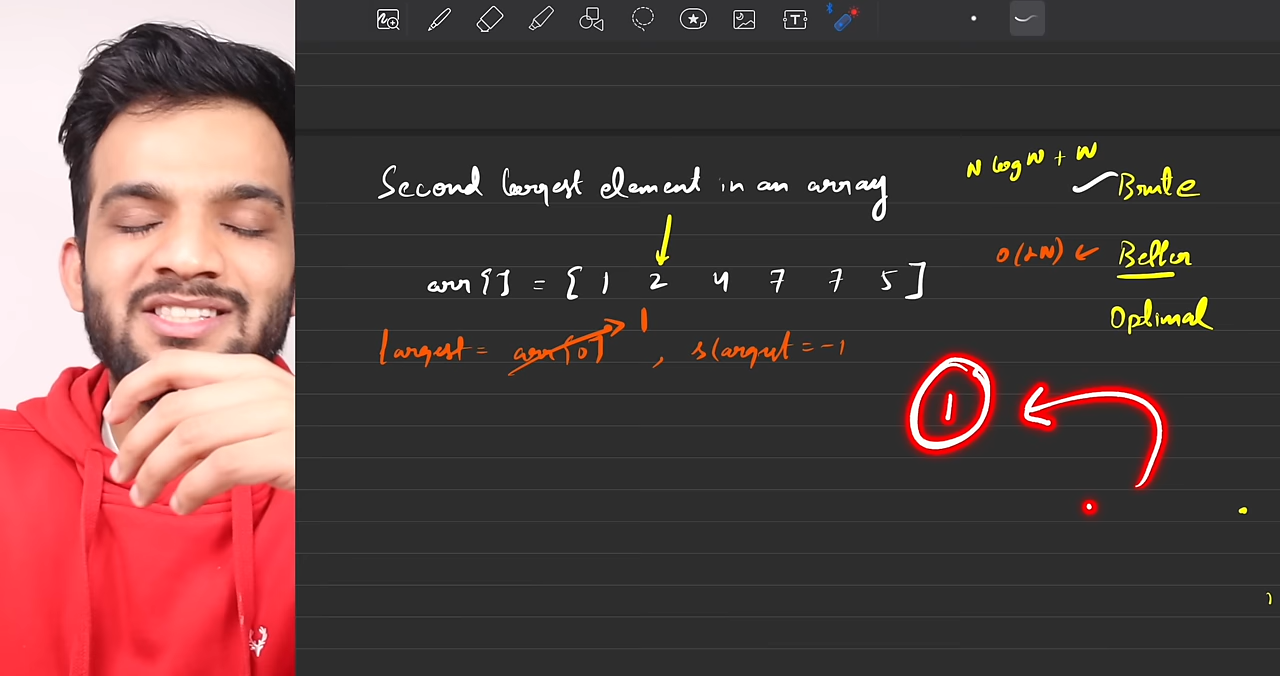 N log N + N
Second largest element in an array
Brute
O(2N) ← Better
arr[] = [ 1 2 4 7 7 5 ]
Optimal
1
largest = arr[0] , slargest = -1
1
T